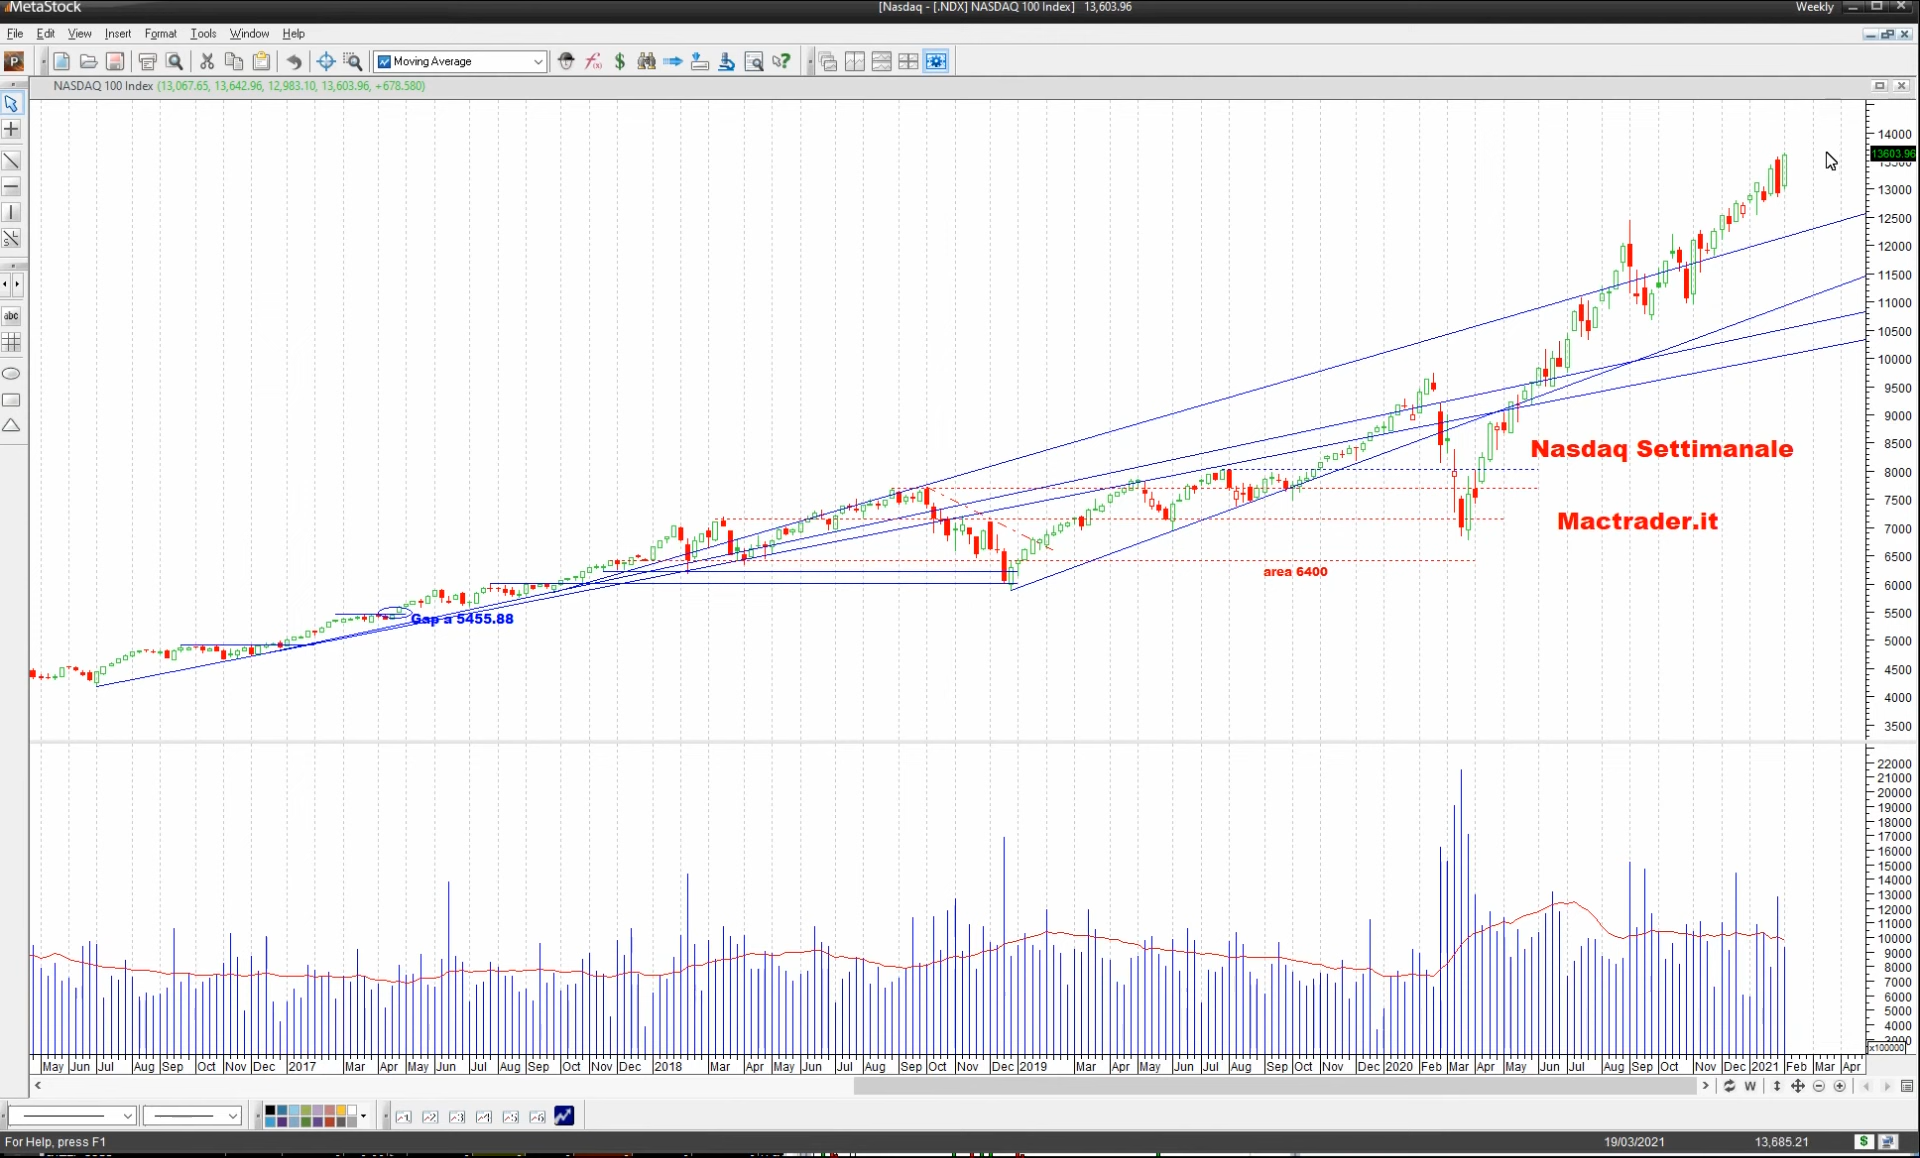 MetaStock
[Nasdaq - [.NDX] NASDAQ 100 Index] 13,603.96
Weekly
File Edit View Insert Format Tools Window Help
Moving Average
NASDAQ 100 Index (13,067.65, 13,642.96, 12,983.10, 13,603.96, +678.580)
abc
14000
13603.96
13000
12500
12000
11500
11000
10500
10000
9500
9000
8500
8000
7500
7000
6500
6000
5500
5000
4500
4000
3500
Nasdaq Settimanale
Mactrader.it
area 6400
Gap a 5455.88
22000
21000
20000
19000
18000
17000
16000
15000
14000
13000
12000
11000
10000
9000
8000
7000
6000
5000
4000
x100000
May Jun Jul Aug Sep Oct Nov Dec 2017 Mar Apr May Jun Jul Aug Sep Oct Nov Dec 2018 Mar Apr May Jun Jul Aug Sep Oct Nov Dec 2019 Mar Apr May Jun Jul Aug Sep Oct Nov Dec 2020 Feb Mar Apr May Jun Jul Aug Sep Oct Nov Dec 2021 Feb Mar Apr
W
For Help, press F1
19/03/2021
13,685.21